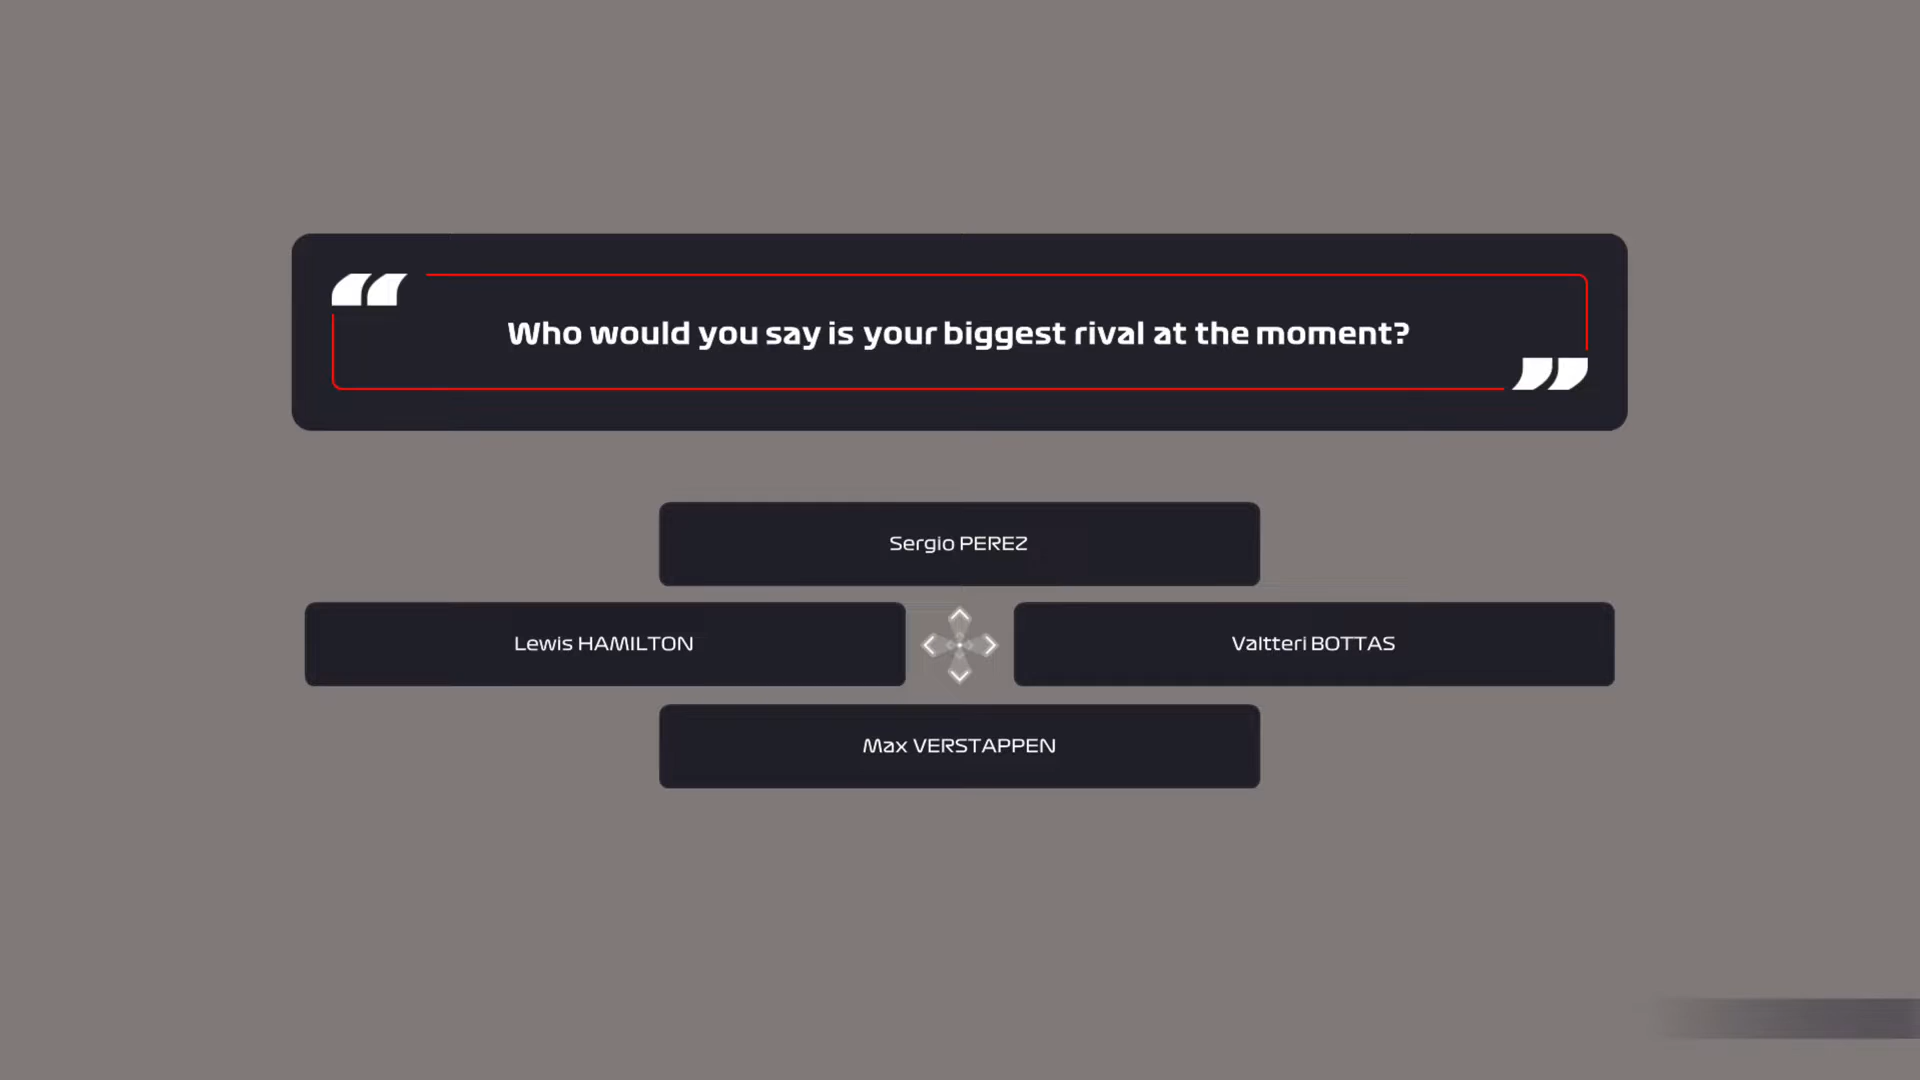 Who would you say is your biggest rival at the moment?
Sergio PEREZ
Lewis HAMILTON
Valtteri BOTTAS
Max VERSTAPPEN